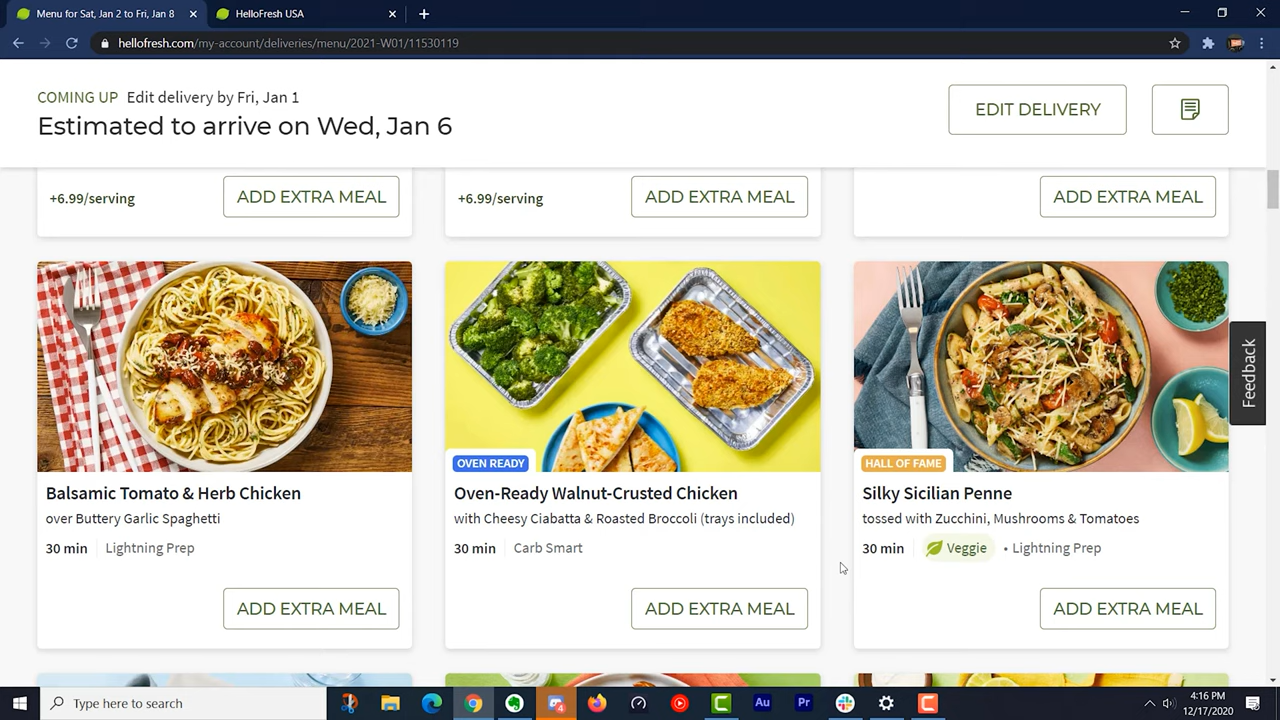 Menu for Sat, Jan 2 to Fri, Jan 8
HelloFresh USA
hellofresh.com/my-account/deliveries/menu/2021-W01/11530119
COMING UP Edit delivery by Fri, Jan 1
Estimated to arrive on Wed, Jan 6
EDIT DELIVERY
+6.99/serving
ADD EXTRA MEAL
+6.99/serving
ADD EXTRA MEAL
ADD EXTRA MEAL
Feedback
Balsamic Tomato & Herb Chicken
over Buttery Garlic Spaghetti
30 min Lightning Prep
ADD EXTRA MEAL
OVEN READY
Oven-Ready Walnut-Crusted Chicken
with Cheesy Ciabatta & Roasted Broccoli (trays included)
30 min Carb Smart
ADD EXTRA MEAL
HALL OF FAME
Silky Sicilian Penne
tossed with Zucchini, Mushrooms & Tomatoes
30 min Veggie • Lightning Prep
ADD EXTRA MEAL
Type here to search
Au
Pr
4:16 PM
12/17/2020